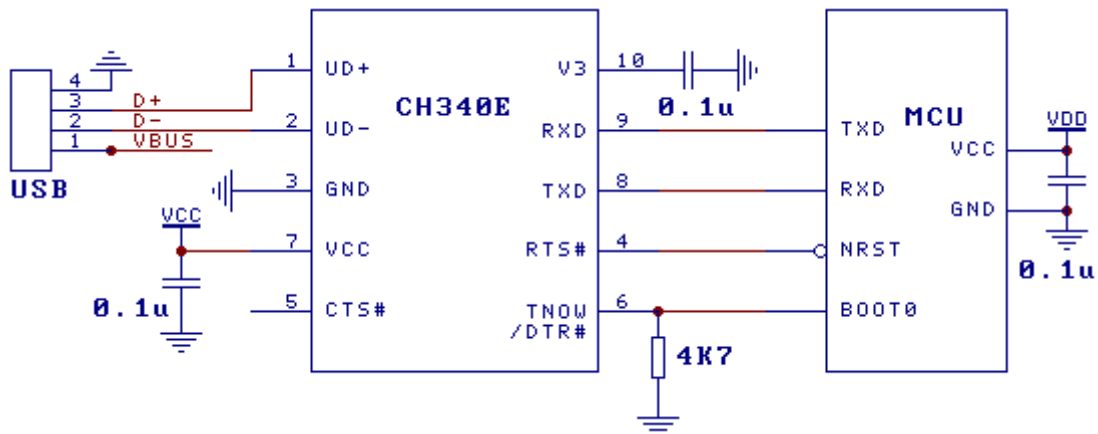 1 UD+
V3 10
4
3 D+
CH340E
0.1u
2 D-
2 UD-
RXD 9
TXD
MCU
VDD
1 VBUS
VCC
USB
3 GND
TXD 8
RXD
GND
VCC
7 VCC
RTS# 4
NRST
0.1u
0.1u
5 CTS#
TNOW 6
/DTR#
BOOT0
4K7